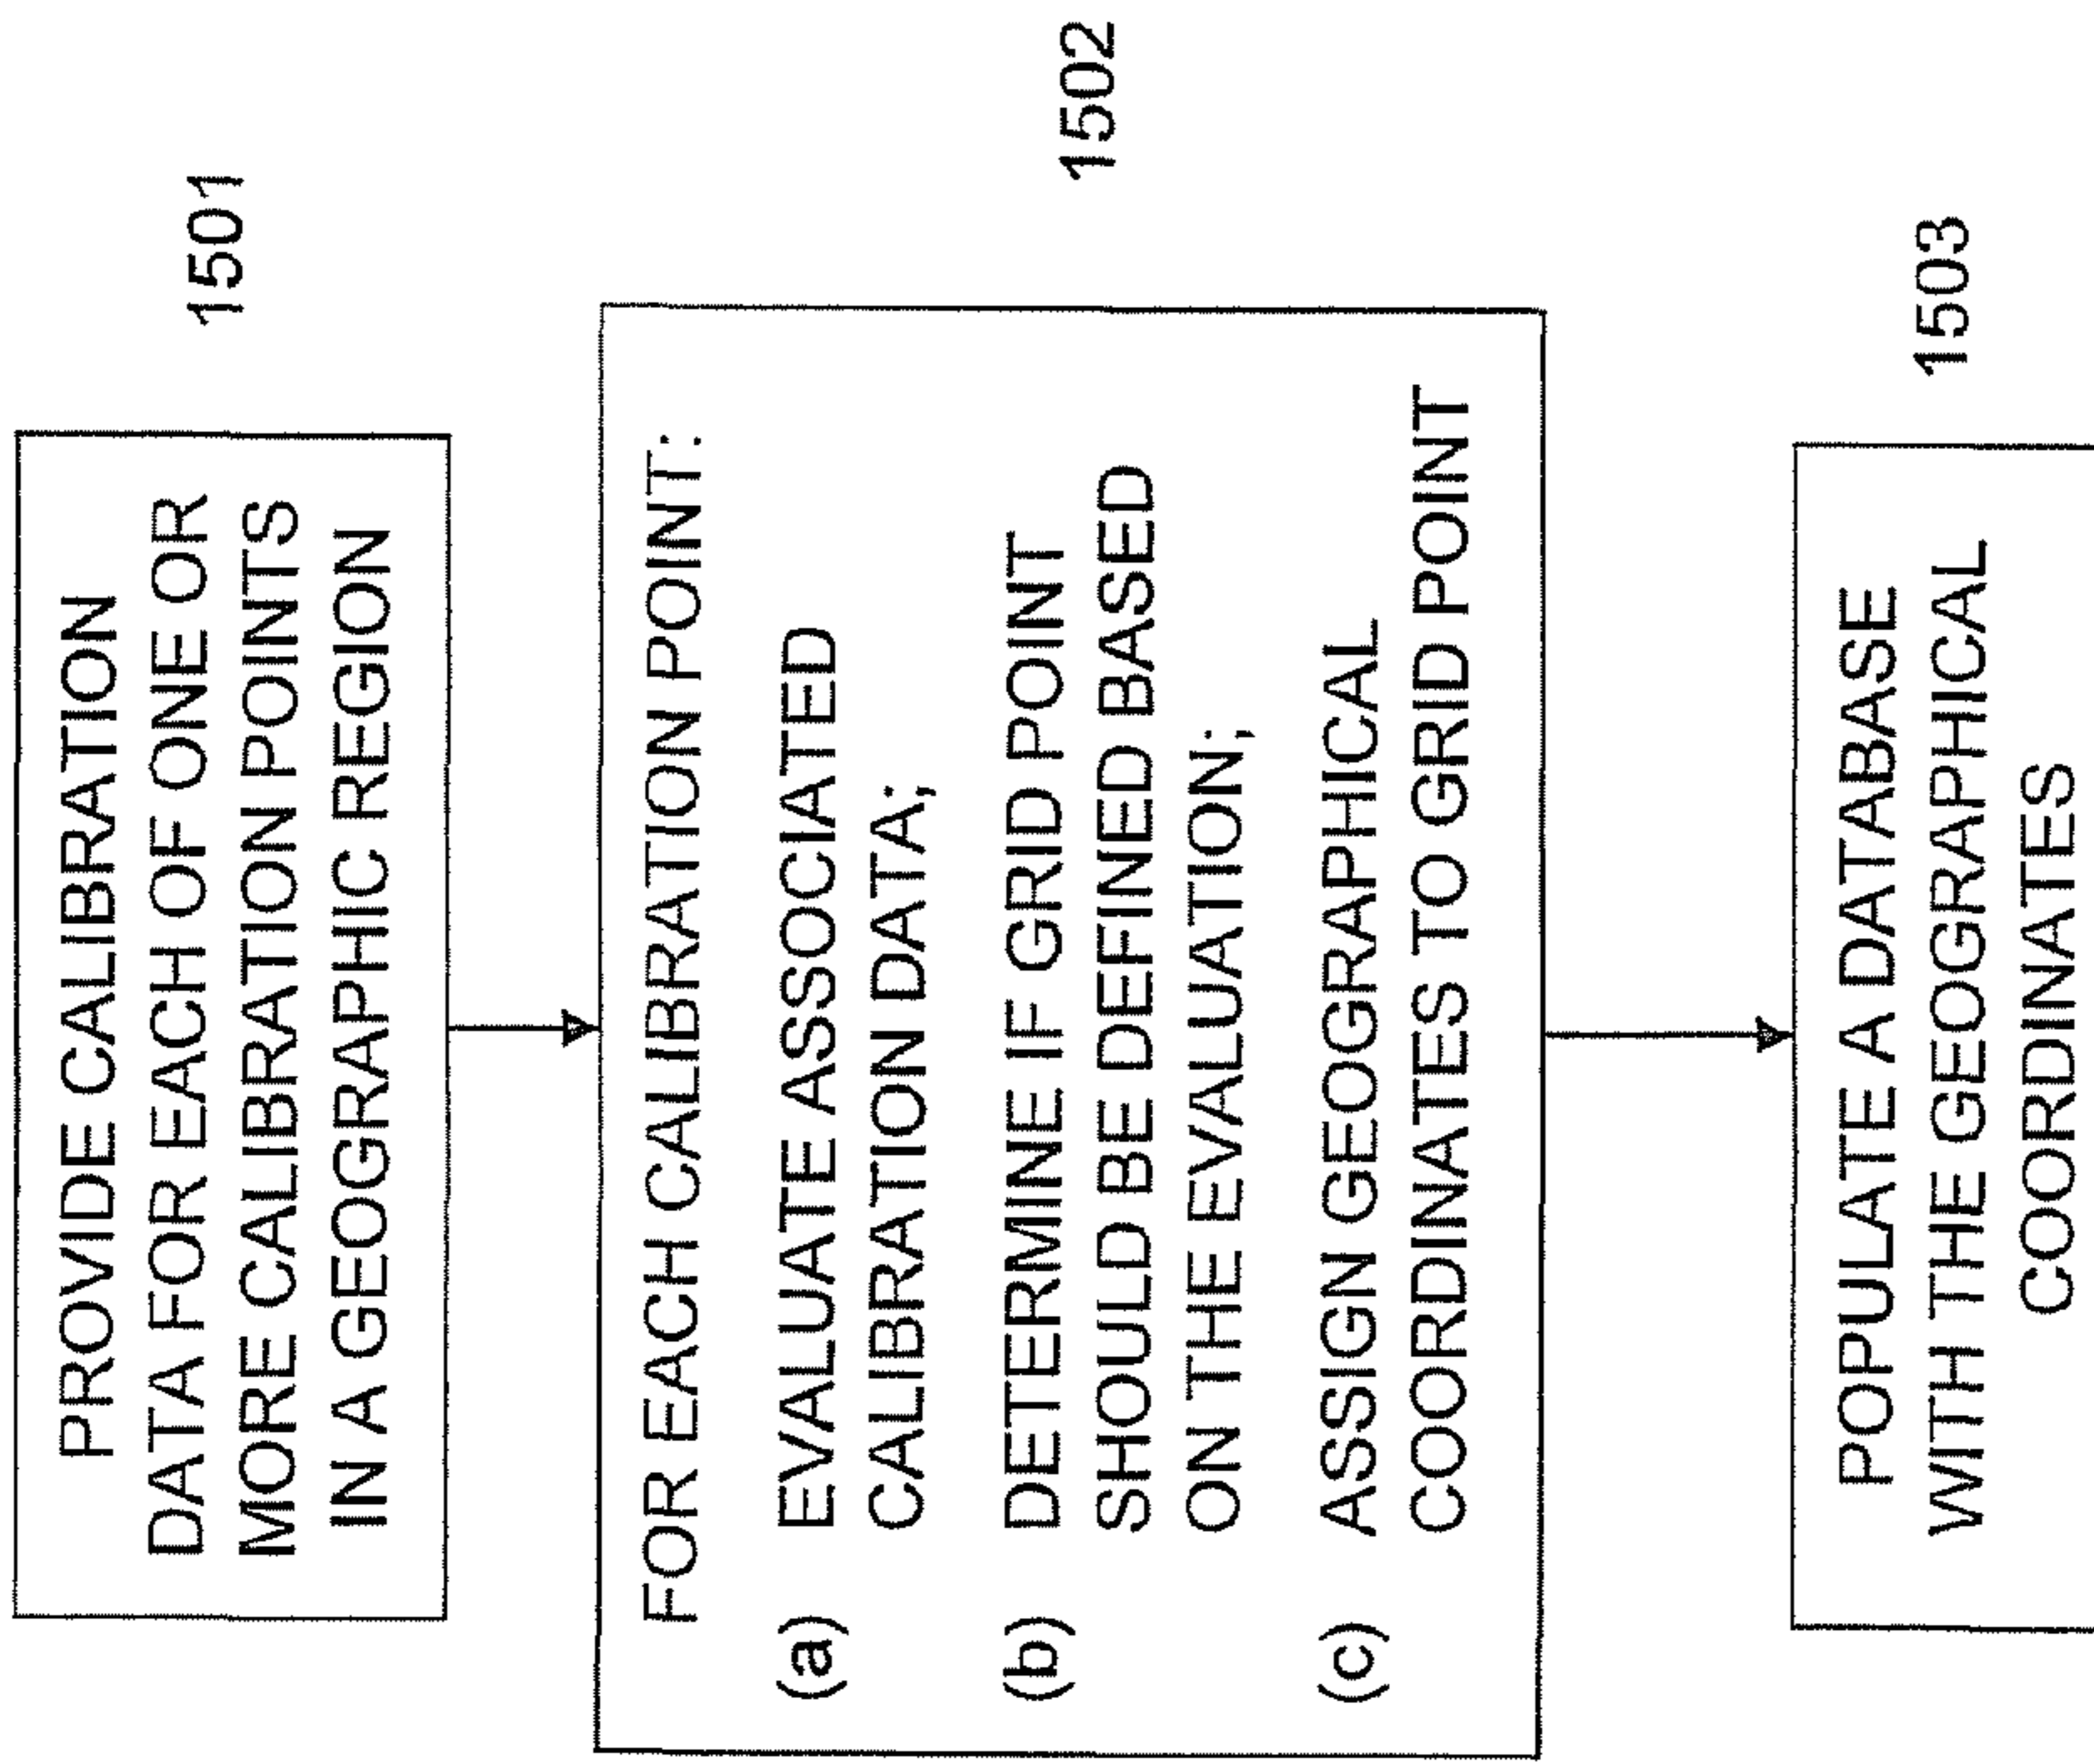 PROVIDE CALIBRATION
DATA FOR EACH OF ONE OR
MORE CALIBRATION POINTS
IN A GEOGRAPHIC REGION
1501
FOR EACH CALIBRATION POINT:
(a) EVALUATE ASSOCIATED
CALIBRATION DATA;
(b) DETERMINE IF GRID POINT
SHOULD BE DEFINED BASED
ON THE EVALUATION;
(c) ASSIGN GEOGRAPHICAL
COORDINATES TO GRID POINT
1502
POPULATE A DATABASE
WITH THE GEOGRAPHICAL
COORDINATES
1503